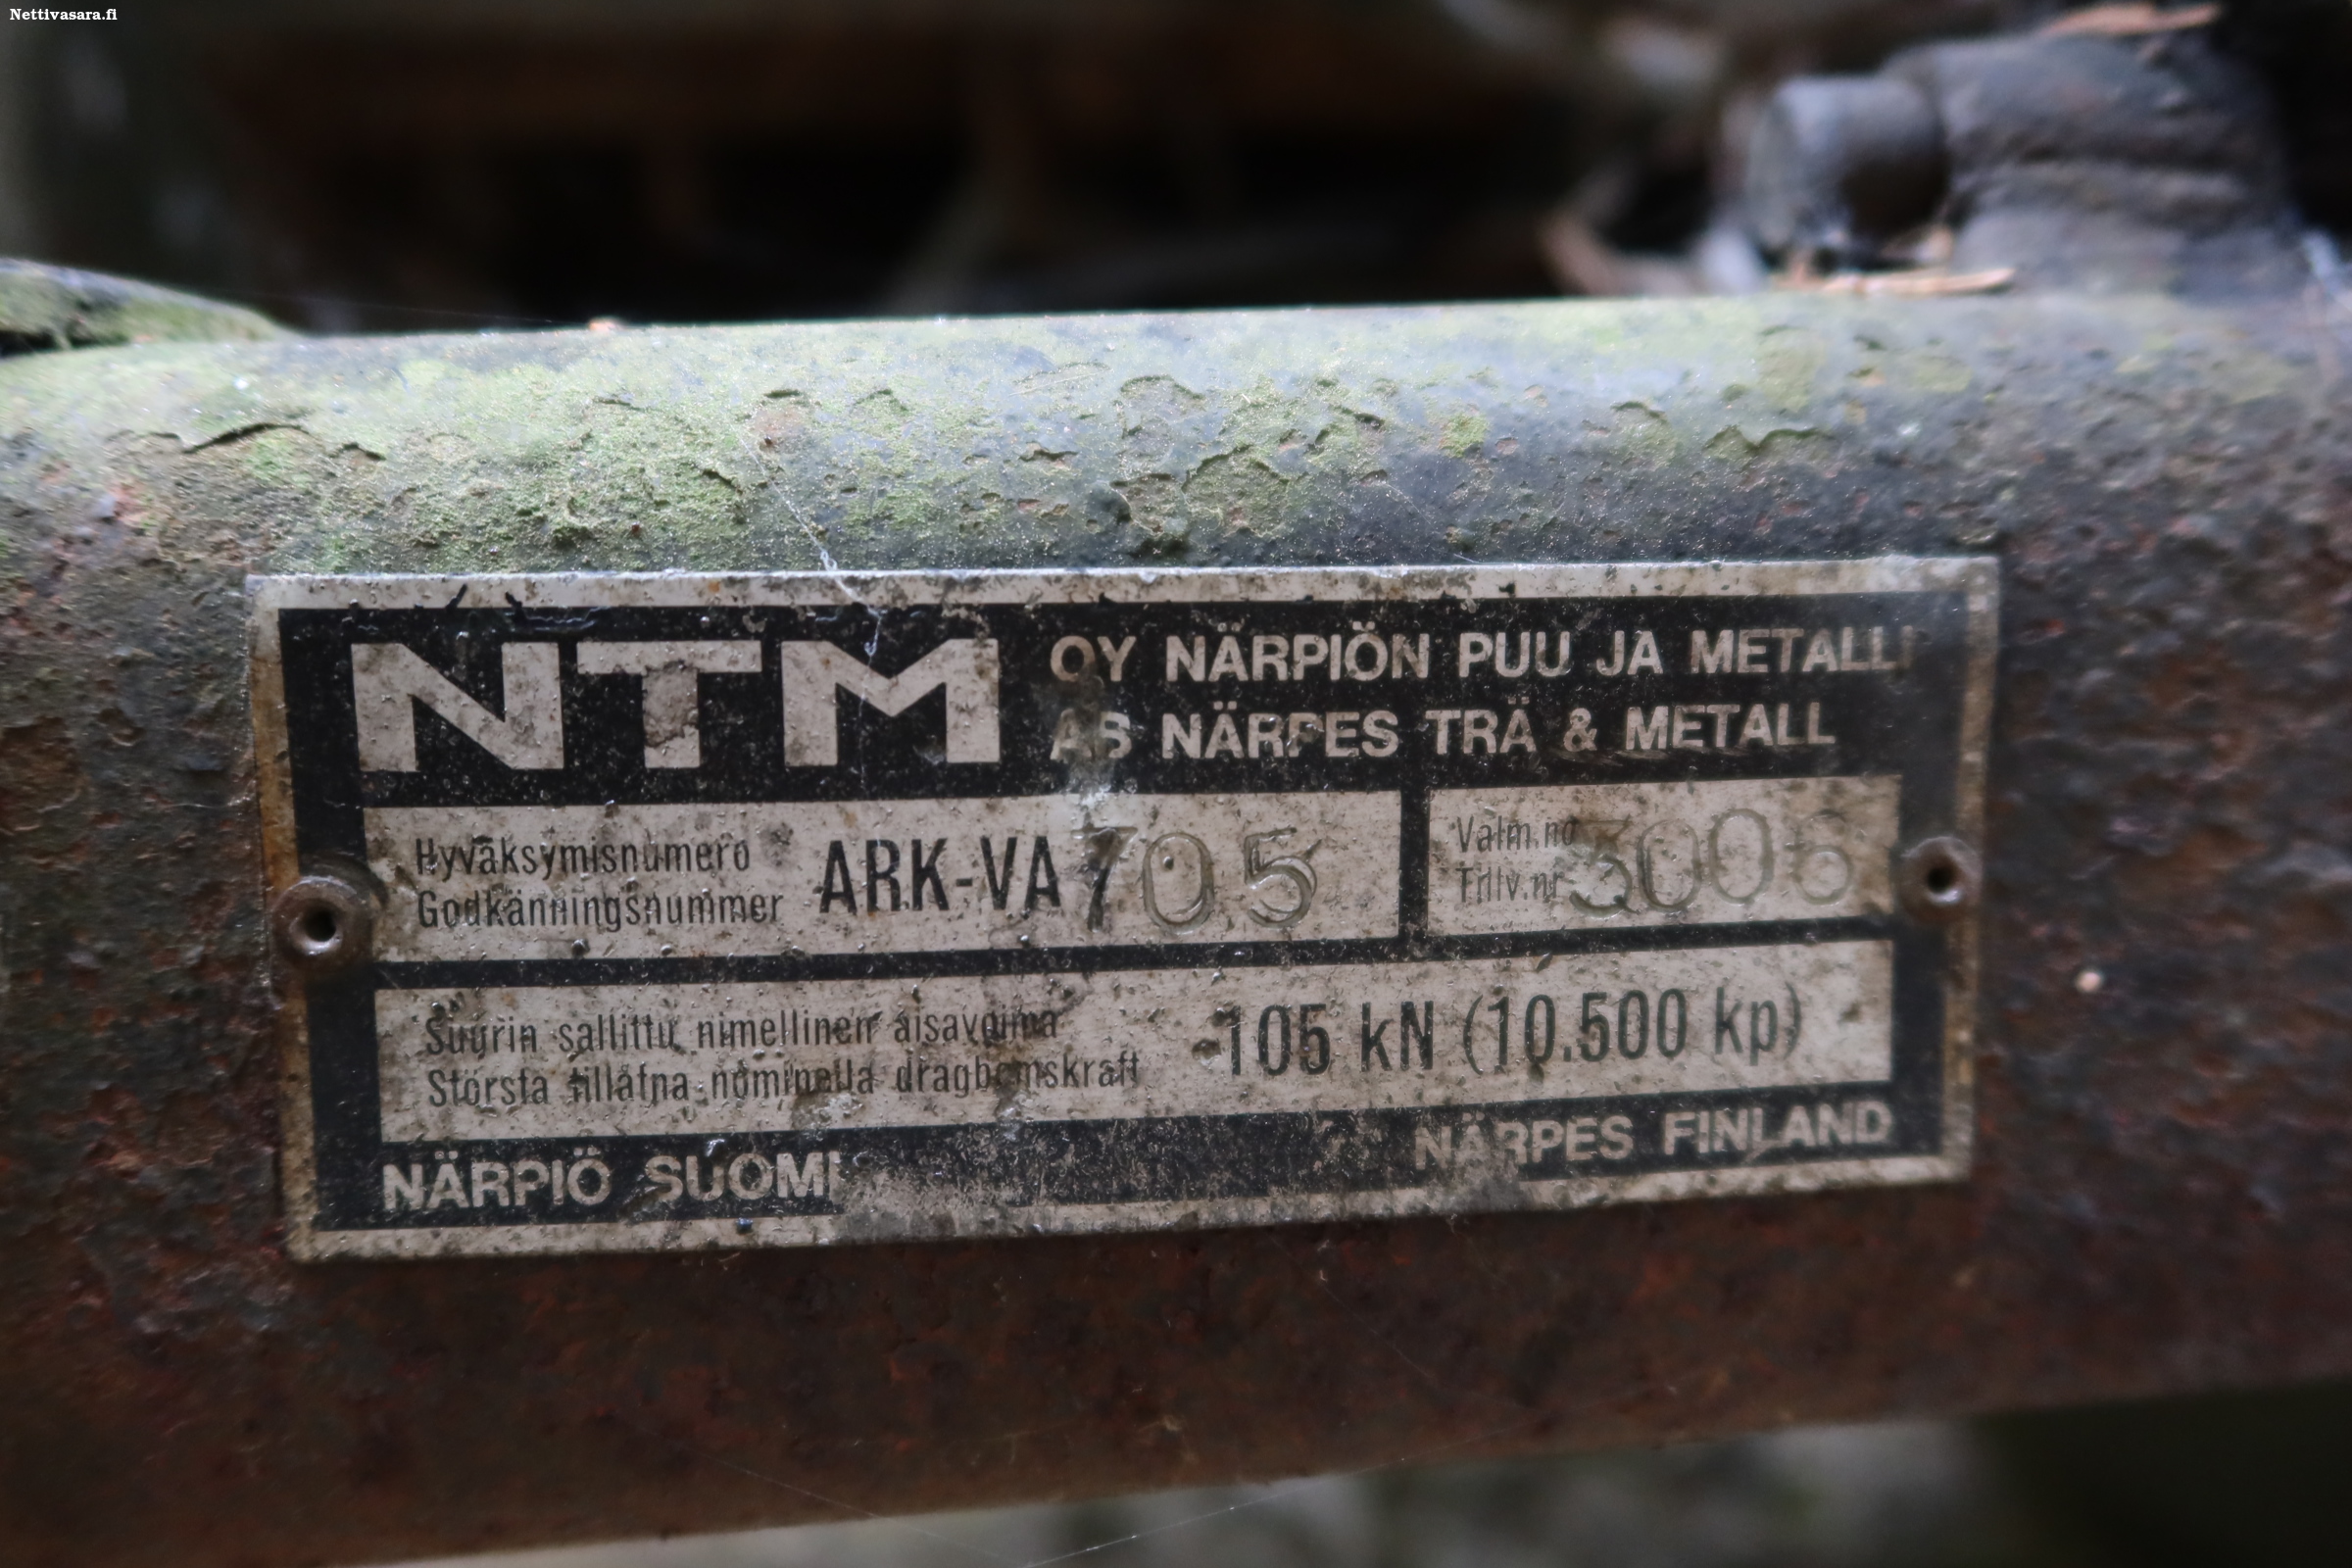 Nettivasara.fi
NTM
OY NÄRPIÖN PUU JA METALLI
AB NÄRPES TRÄ & METALL
Hyväksymisnumero
Godkänningsnummer
ARK-VA 705
Valm.no
Tillv.nr
3006
Suurin sallittu nimellinen aisavoima
Största tillåtna nominella dragbomskraft
105 kN (10.500 kp)
NÄRPIÖ SUOMI
NÄRPES FINLAND